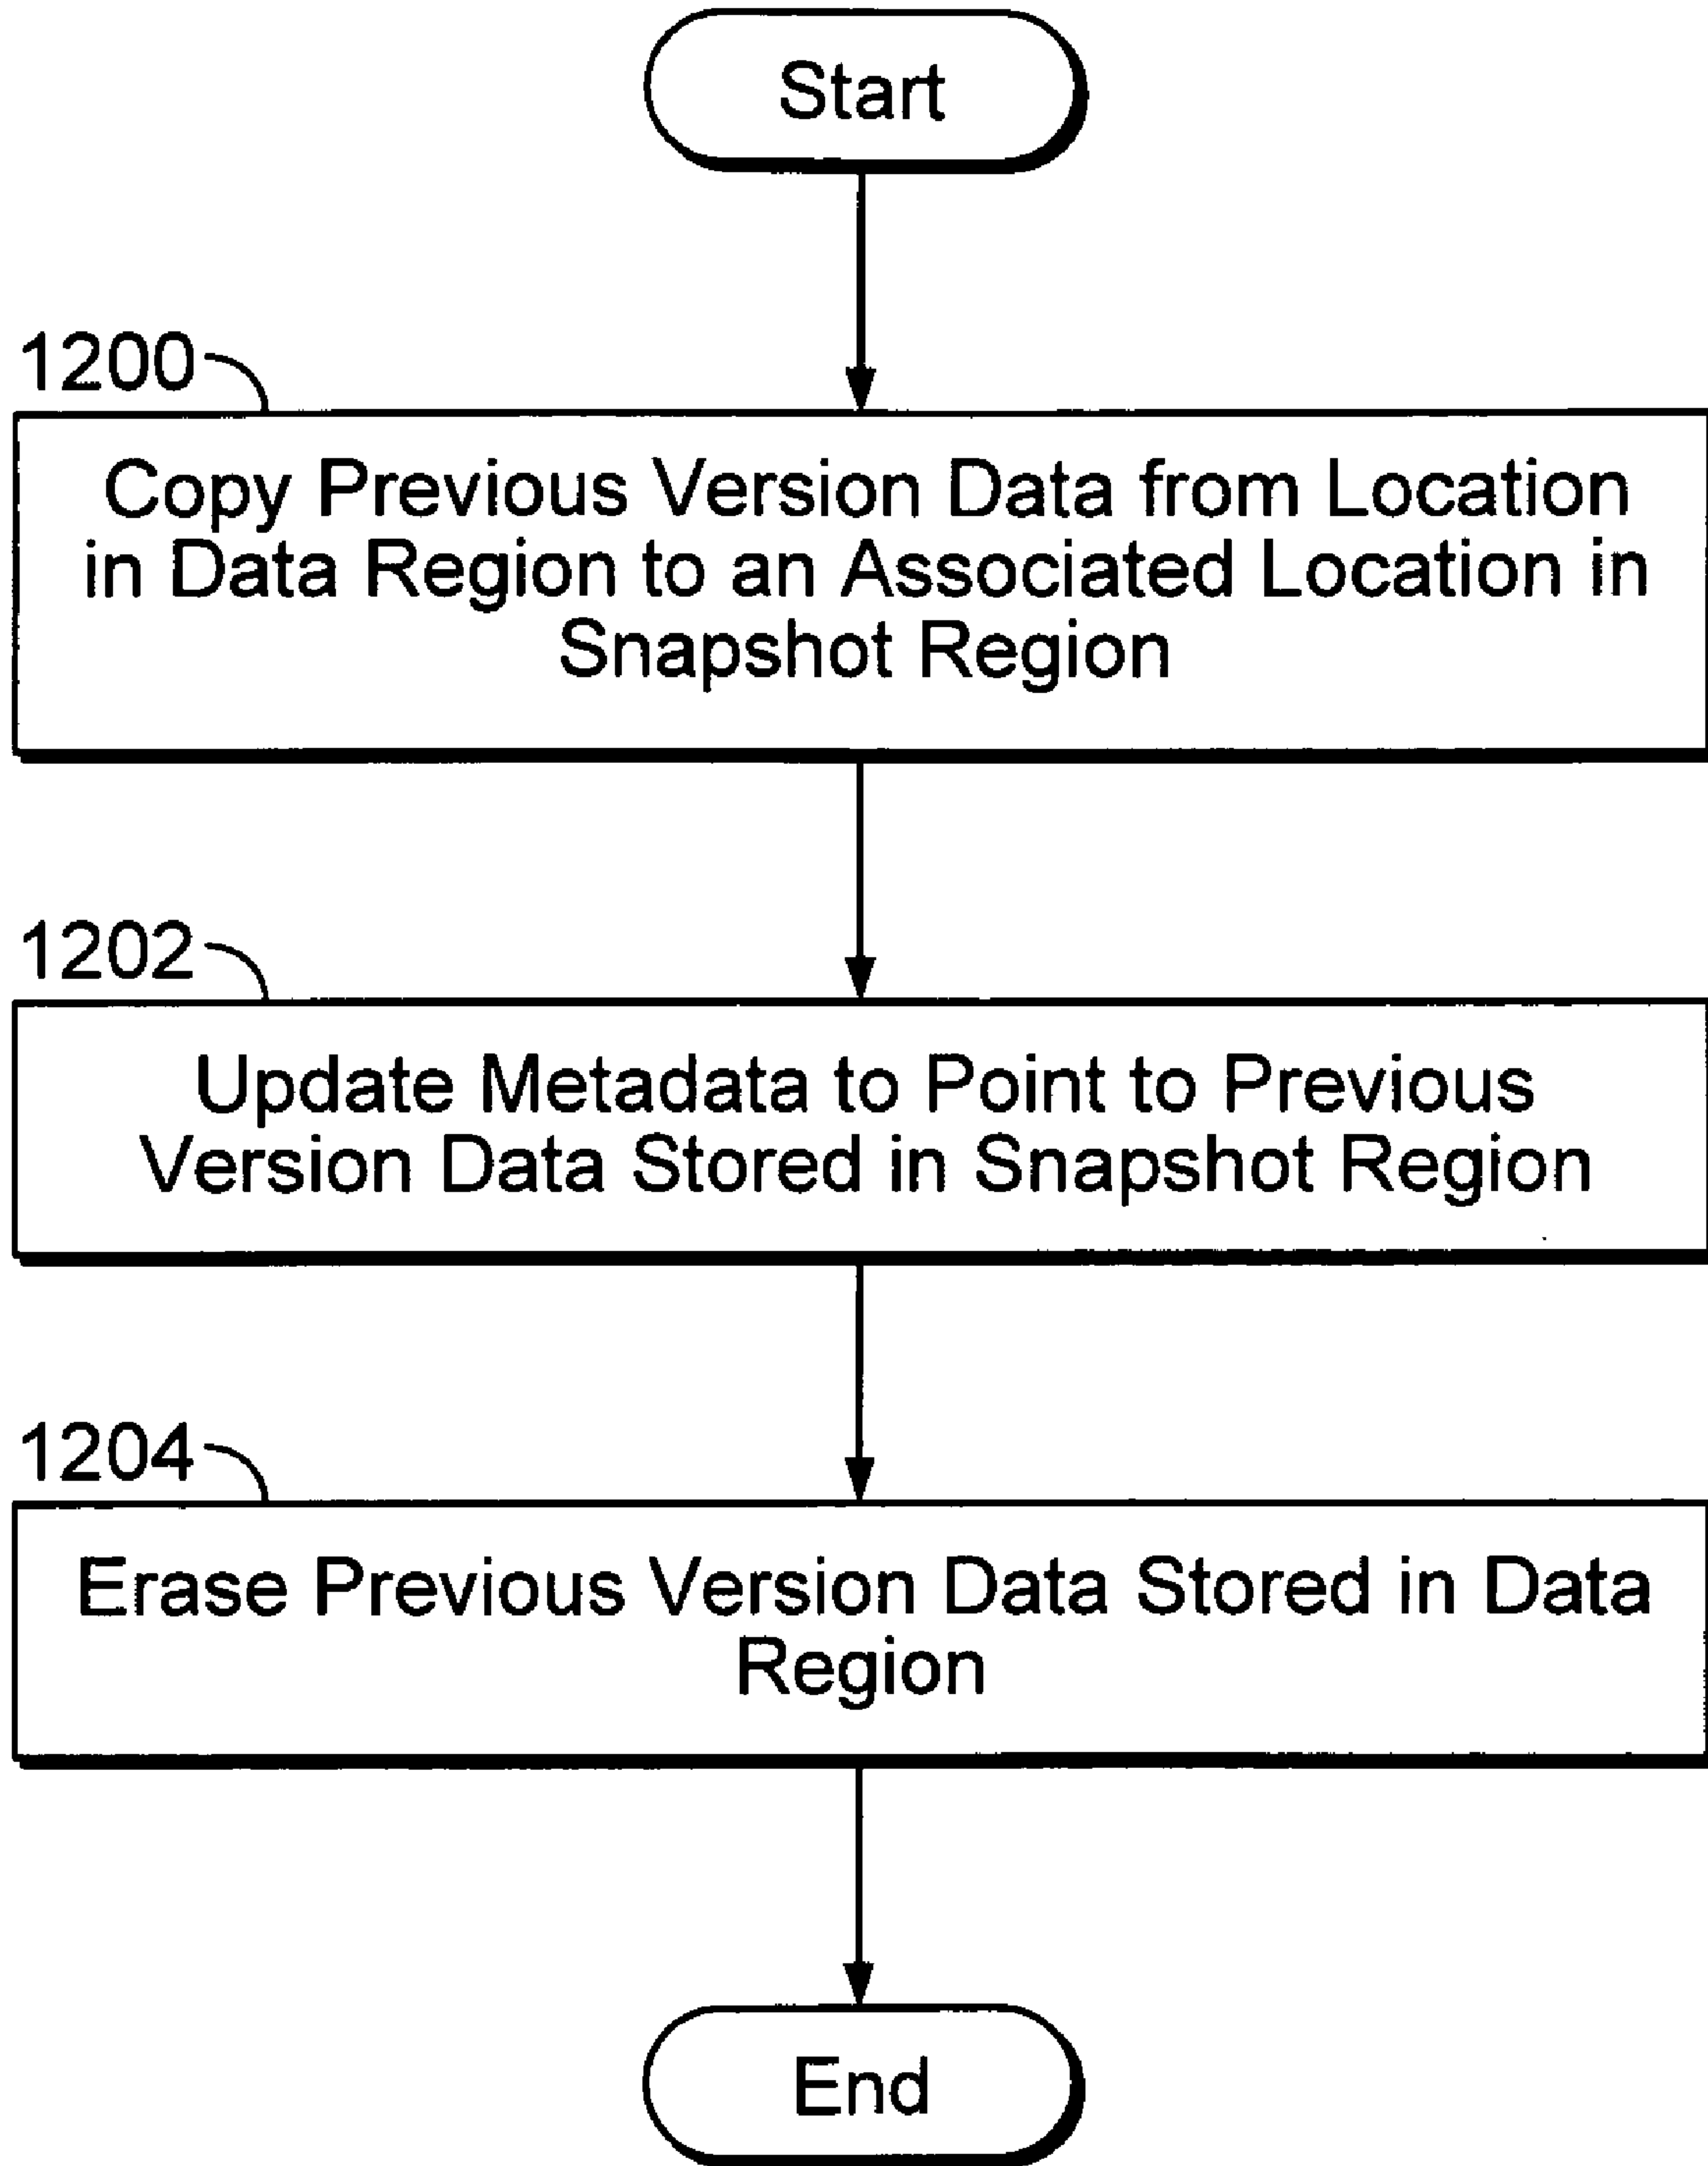 Start
1200
Copy Previous Version Data from Location
in Data Region to an Associated Location in
Snapshot Region
1202
Update Metadata to Point to Previous
Version Data Stored in Snapshot Region
1204
Erase Previous Version Data Stored in Data
Region
End